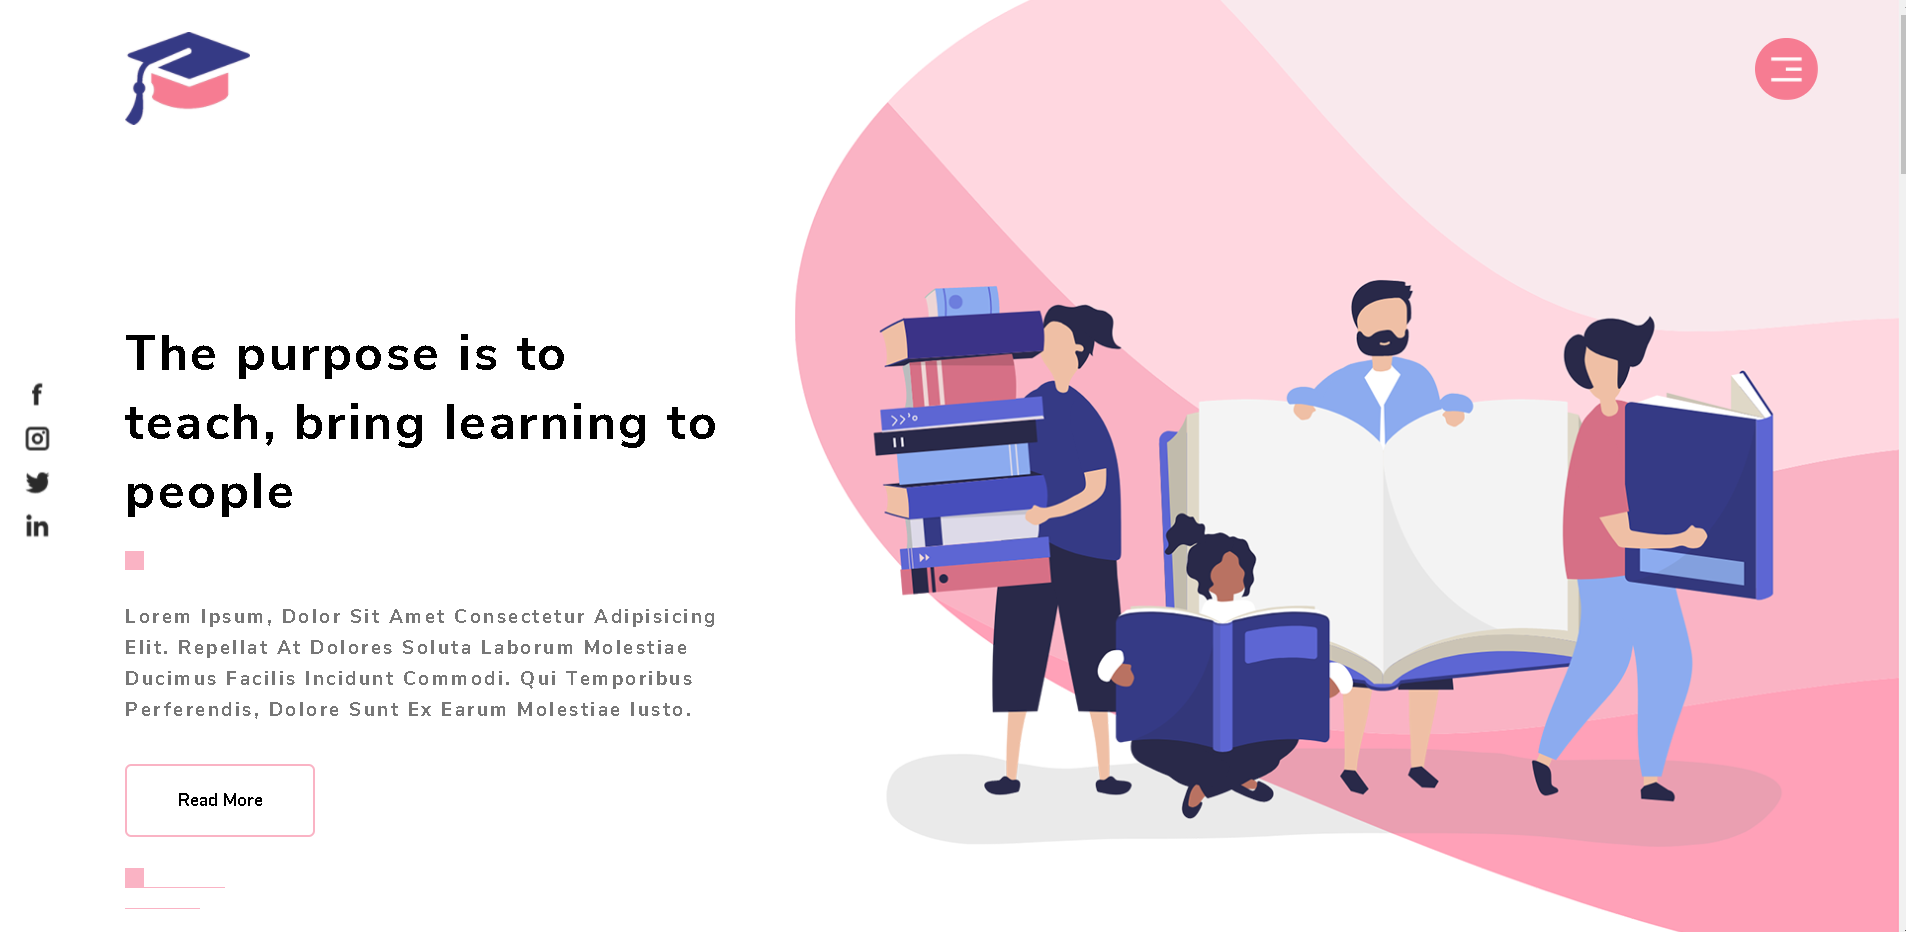 The purpose is to
teach, bring learning to
people
Lorem Ipsum, Dolor Sit Amet Consectetur Adipisicing
Elit. Repellat At Dolores Soluta Laborum Molestiae
Ducimus Facilis Incidunt Commodi. Qui Temporibus
Perferendis, Dolore Sunt Ex Earum Molestiae Iusto.
Read More